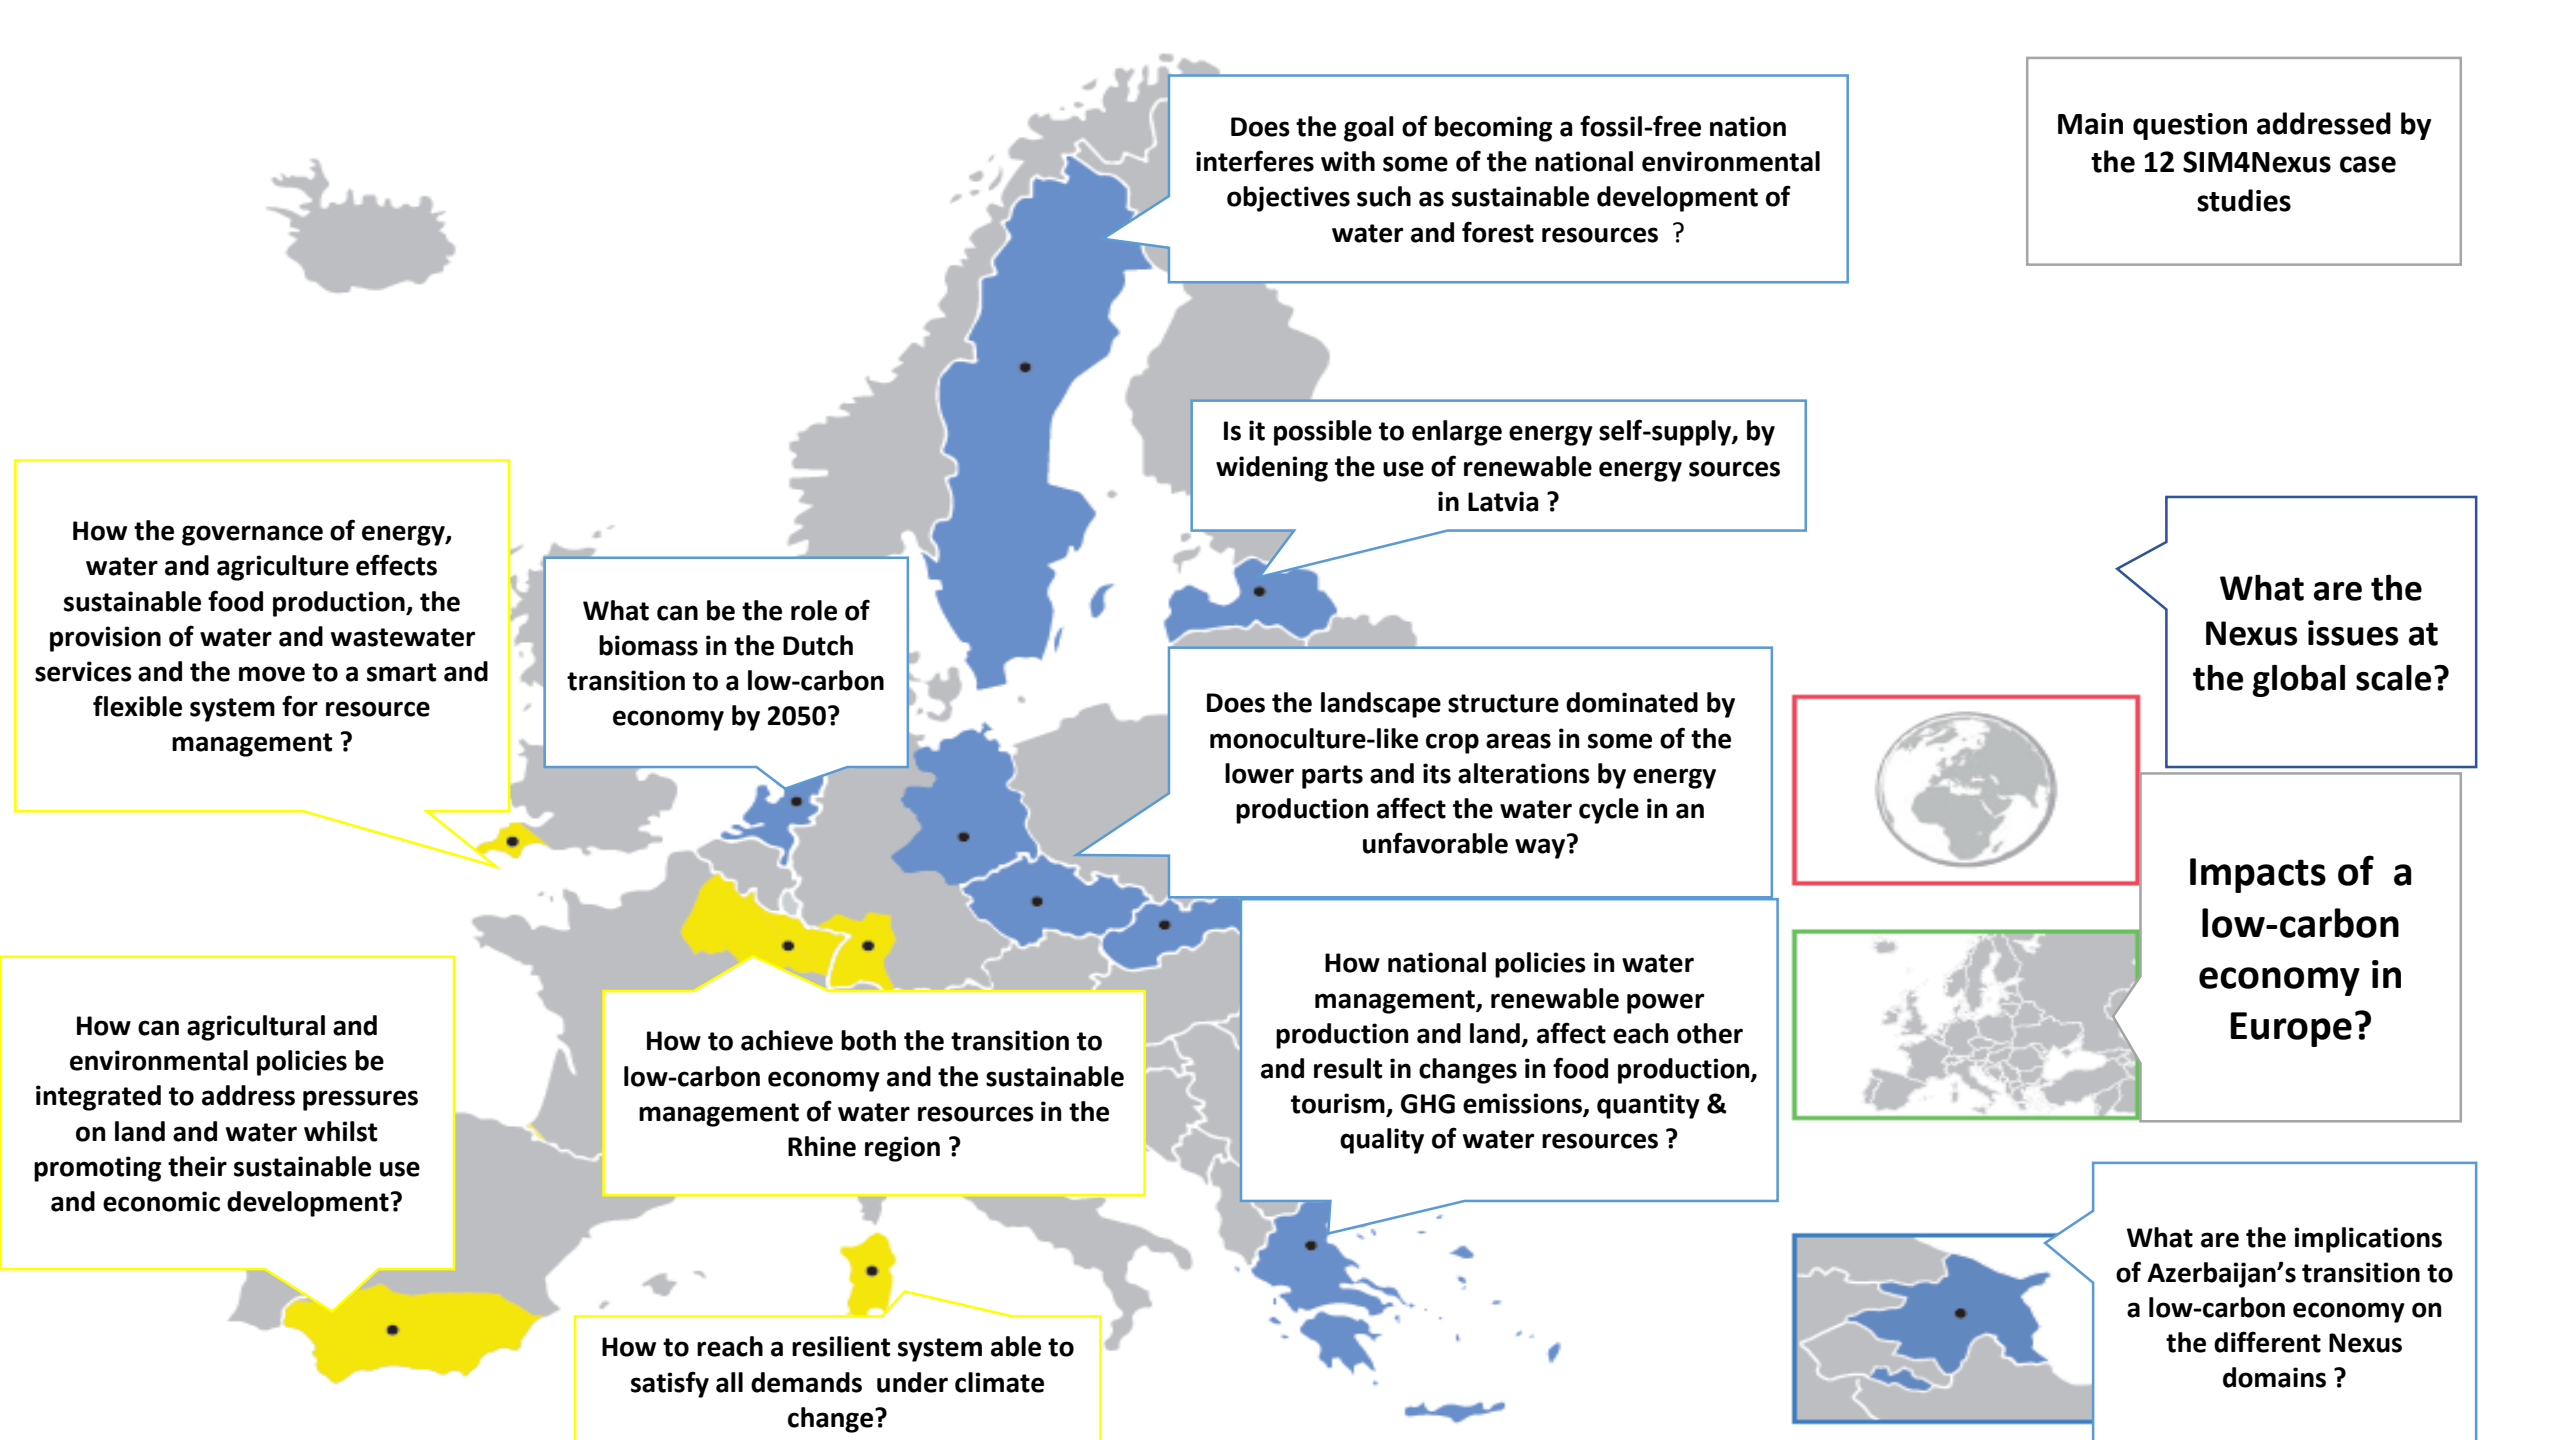 Does the goal of becoming a fossil-free nation
interferes with some of the national environmental
objectives such as sustainable development of
water and forest resources ?
Main question addressed by
the 12 SIM4Nexus case
studies
Is it possible to enlarge energy self-supply, by
widening the use of renewable energy sources
in Latvia ?
How the governance of energy,
water and agriculture effects
sustainable food production, the
provision of water and wastewater
services and the move to a smart and
flexible system for resource
management ?
What can be the role of
biomass in the Dutch
transition to a low-carbon
economy by 2050?
What are the
Nexus issues at
the global scale?
Does the landscape structure dominated by
monoculture-like crop areas in some of the
lower parts and its alterations by energy
production affect the water cycle in an
unfavorable way?
Impacts of a
low-carbon
economy in
Europe?
How can agricultural and
environmental policies be
integrated to address pressures
on land and water whilst
promoting their sustainable use
and economic development?
How to achieve both the transition to
low-carbon economy and the sustainable
management of water resources in the
Rhine region ?
How national policies in water
management, renewable power
production and land, affect each other
and result in changes in food production,
tourism, GHG emissions, quantity &
quality of water resources ?
What are the implications
of Azerbaijan’s transition to
a low-carbon economy on
the different Nexus
domains ?
How to reach a resilient system able to
satisfy all demands under climate
change?